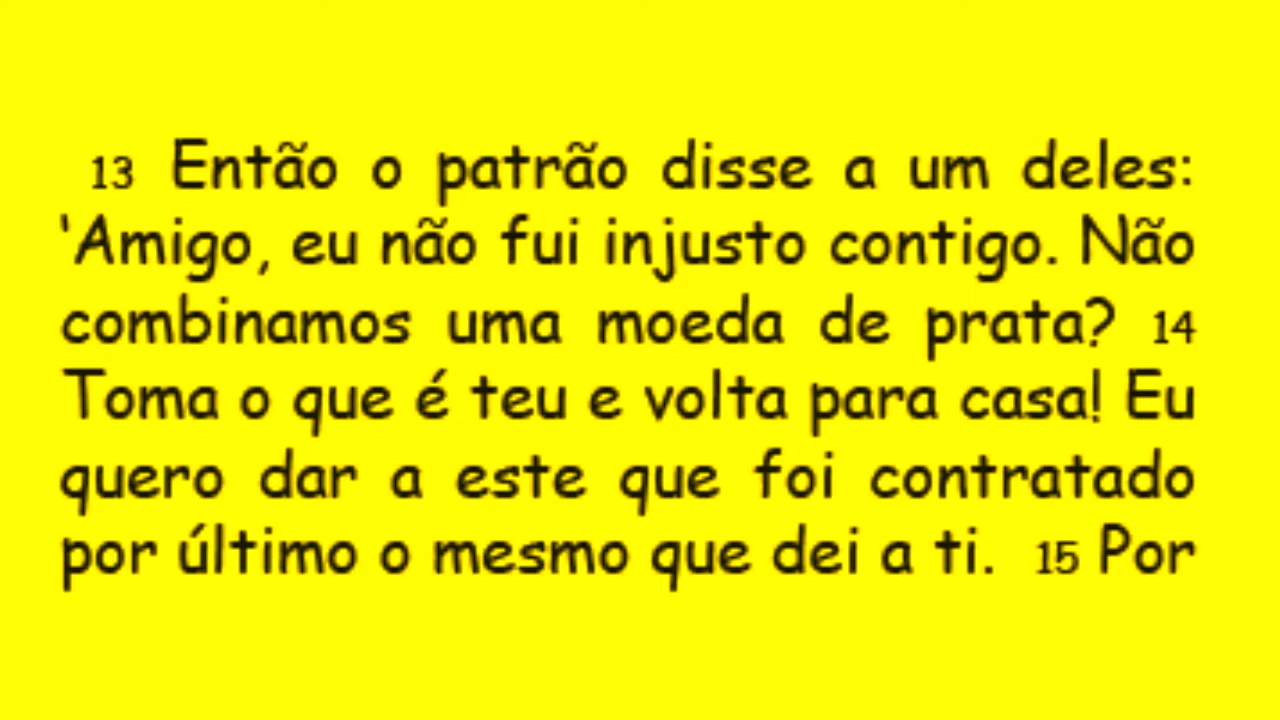 13 Então o patrão disse a um deles:
'Amigo, eu não fui injusto contigo. Não
combinamos uma moeda de prata? 14
Toma o que é teu e volta para casa! Eu
quero dar a este que foi contratado
por último o mesmo que dei a ti. 15 Por